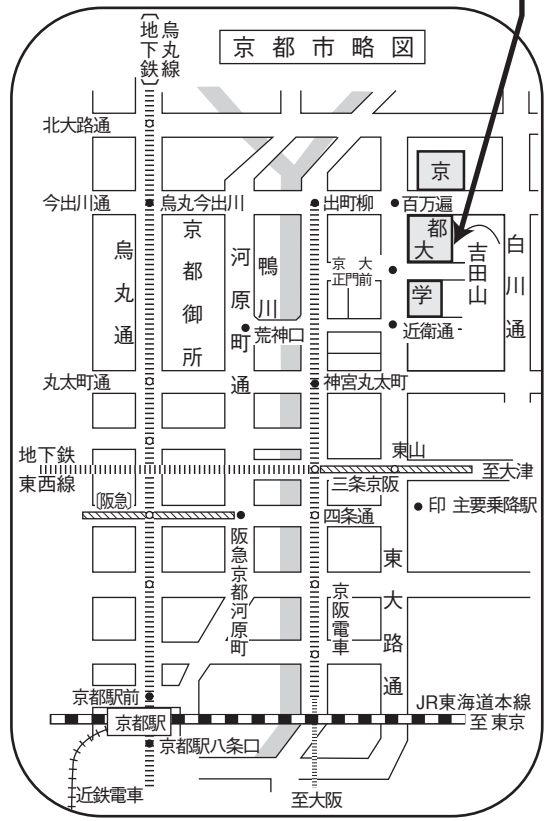 地下鉄
烏丸線
京都市略図
北大路通
京
今出川通
烏丸今出川
出町柳
百万遍
都
大
学
吉田山
白川通
烏丸通
京都御所
河原町通
鴨川
京大
正門前
荒神口
近衛通
丸太町通
神宮丸太町
地下鉄
東西線
東山
至大津
三条京阪
〔阪急〕
四条通
●印 主要乗降駅
阪急京都河原町
京阪電車
東大路通
京都駅前
JR東海道本線
至東京
京都駅
京都駅八条口
近鉄電車
至大阪